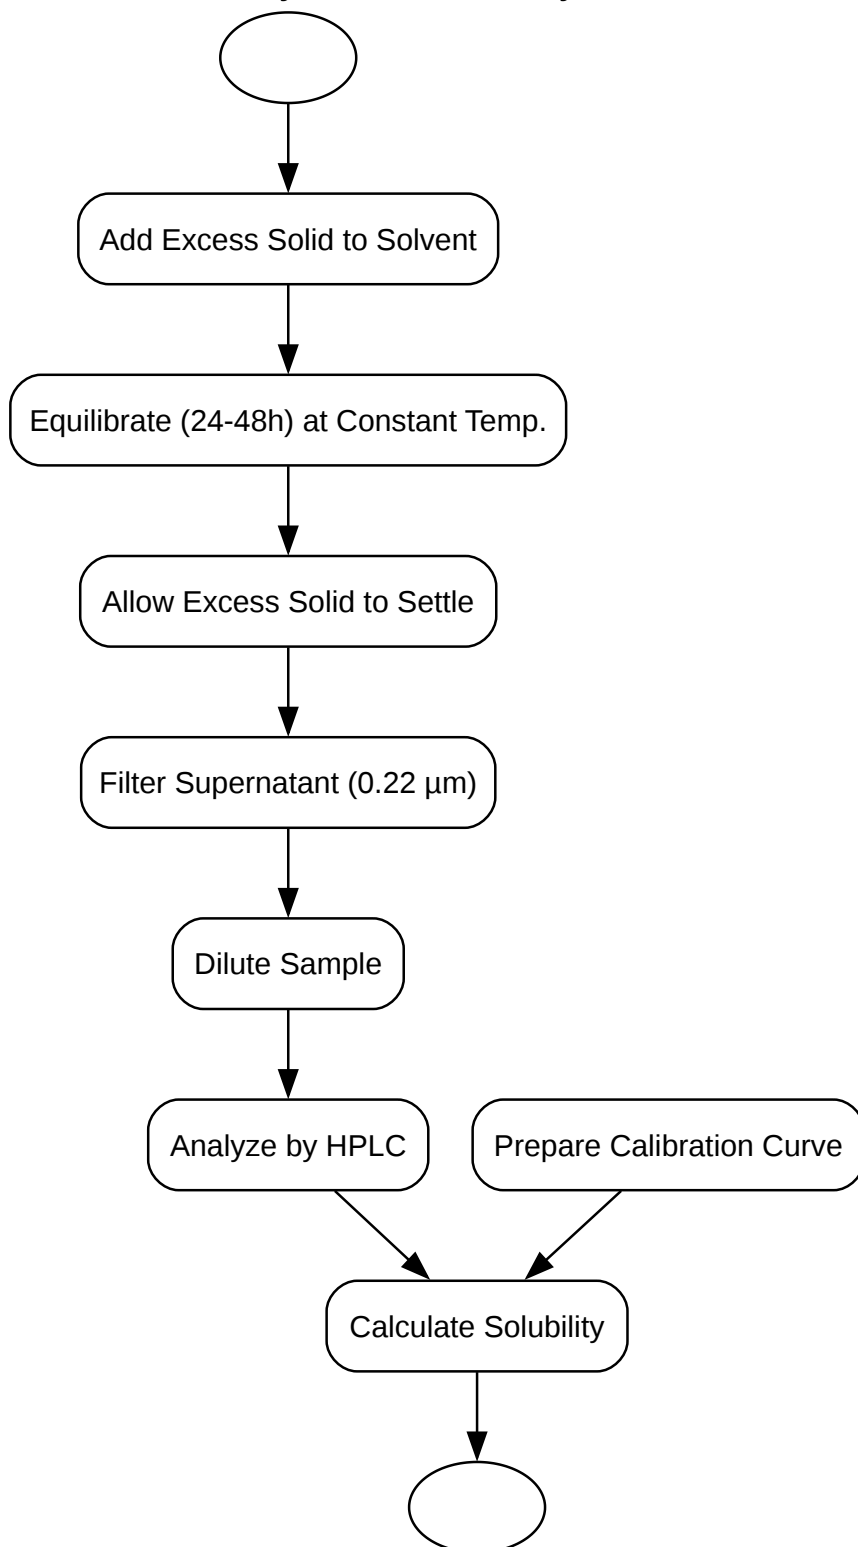 Add Excess Solid to Solvent
Equilibrate (24-48h) at Constant Temp.
Allow Excess Solid to Settle
Filter Supernatant (0.22 µm)
Dilute Sample
Analyze by HPLC
Prepare Calibration Curve
Calculate Solubility